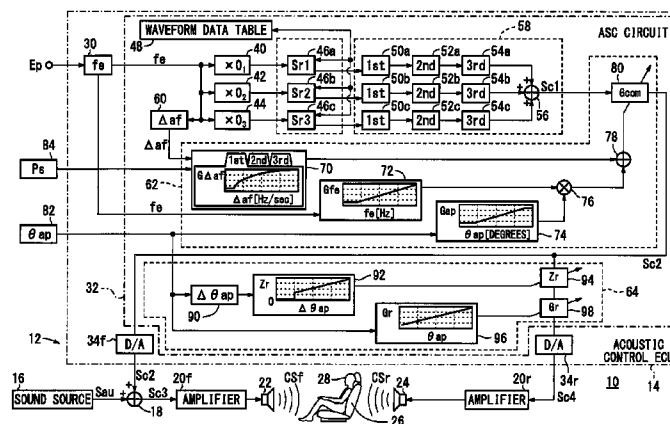 WAVEFORM DATA TABLE
48
58
ASC CIRCUIT
Ep
30
fe
fe
40
×O1
46a
Sr1
50a
1st
52a
2nd
54a
3rd
42
×O2
46b
Sr2
50b
1st
52b
2nd
54b
3rd
44
×O3
46c
Sr3
50c
1st
52c
2nd
54c
3rd
Sc1
56
80
Gcom
60
Δaf
Δaf
84
Ps
62
1st 2nd 3rd
GΔaf
Δaf[Hz/sec]
70
72
Gfe
fe[Hz]
78
76
fe
82
θap
Gap
θap[DEGREES]
74
Sc2
32
Δθap
90
Zr
0
Δθap
92
Zr
94
64
Gr
θap
96
Gr
98
12
34f
D/A
D/A
34r
ACOUSTIC
CONTROL ECU
10
14
16
SOUND SOURCE
Sau
Sc2
18
Sc3
20f
AMPLIFIER
22
CSf
28
26
CSr
24
20r
AMPLIFIER
Sc4